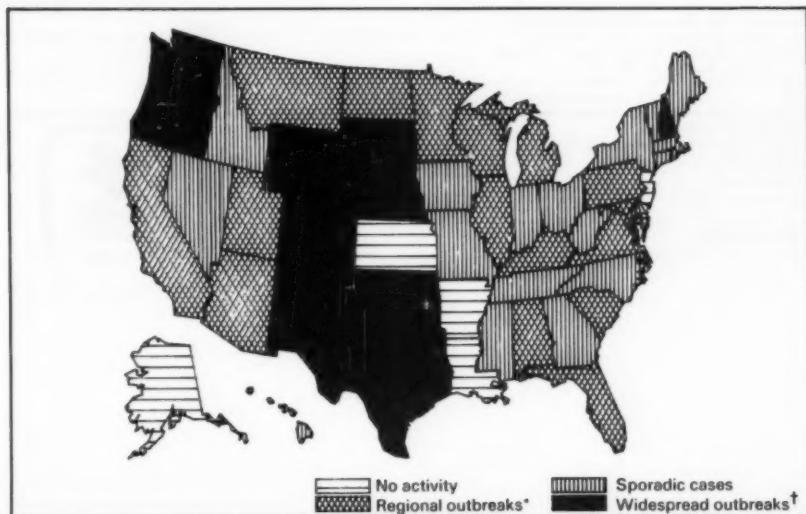 No activity
Sporadic cases
Regional outbreaks*
Widespread outbreaks†